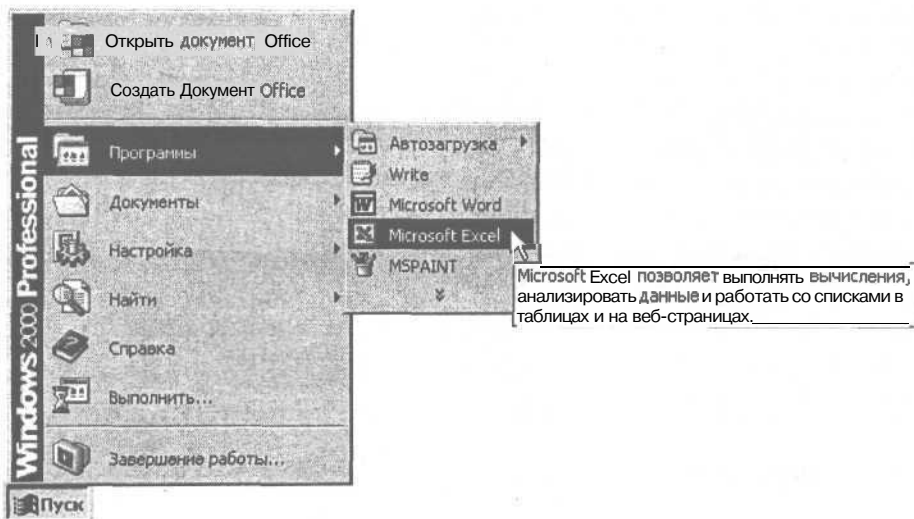 Открыть документ Office
Создать Документ Office
Программы
Документы
Настройка
Найти
Справка
Выполнить...
Завершение работы...
Windows 2000 Professional
Пуск
Автозагрузка
Write
Microsoft Word
Microsoft Excel
MSPAINT
Microsoft Excel позволяет выполнять вычисления,
анализировать данные и работать со списками в
таблицах и на веб-страницах.